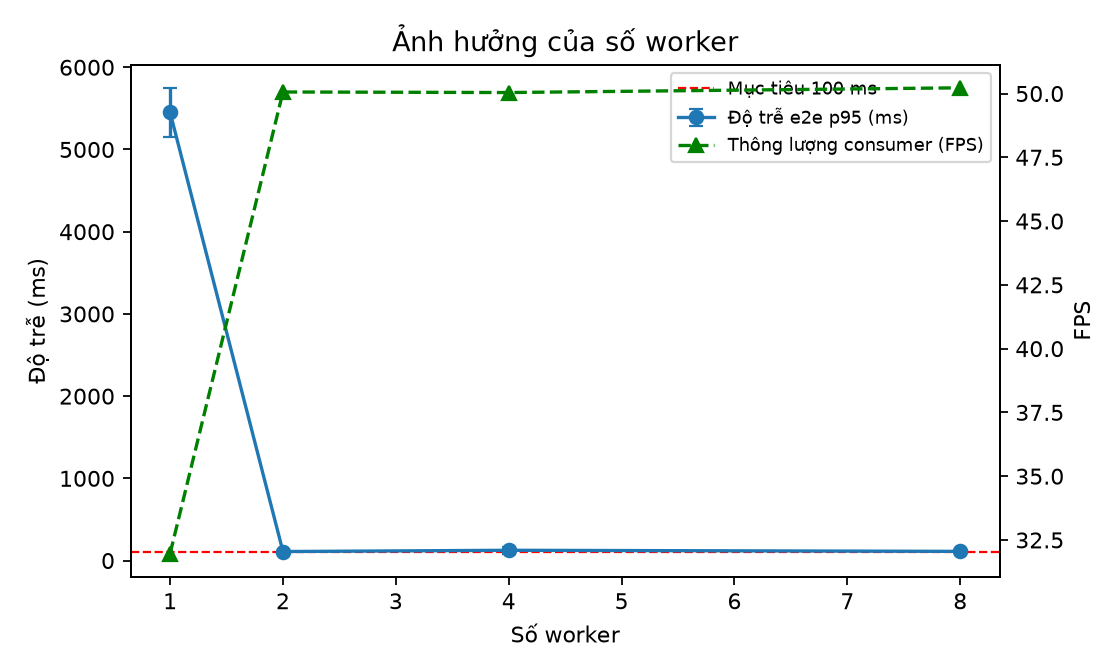 Ảnh hưởng của số worker
6000
5000
4000
3000
2000
1000
0
Độ trễ (ms)
Mục tiêu 100 ms
Độ trễ e2e p95 (ms)
Thông lượng consumer (FPS)
50.0
47.5
45.0
42.5
40.0
37.5
35.0
32.5
FPS
1 2 3 4 5 6 7 8
Số worker